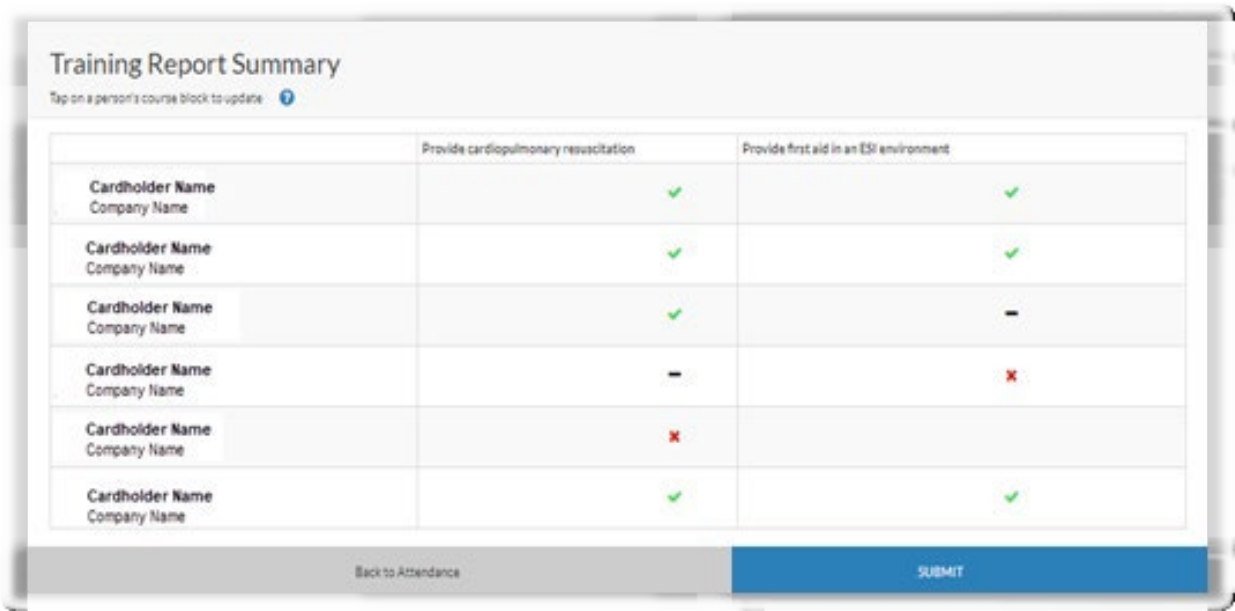 Training Report Summary
Tap on a person's course block to update ?
Provide cardiopulmonary resuscitation Provide first aid in an ESI environment
Cardholder Name
Company Name
Cardholder Name
Company Name
Cardholder Name
Company Name
Cardholder Name
Company Name
Cardholder Name
Company Name
Cardholder Name
Company Name
Back to Attendance SUBMIT